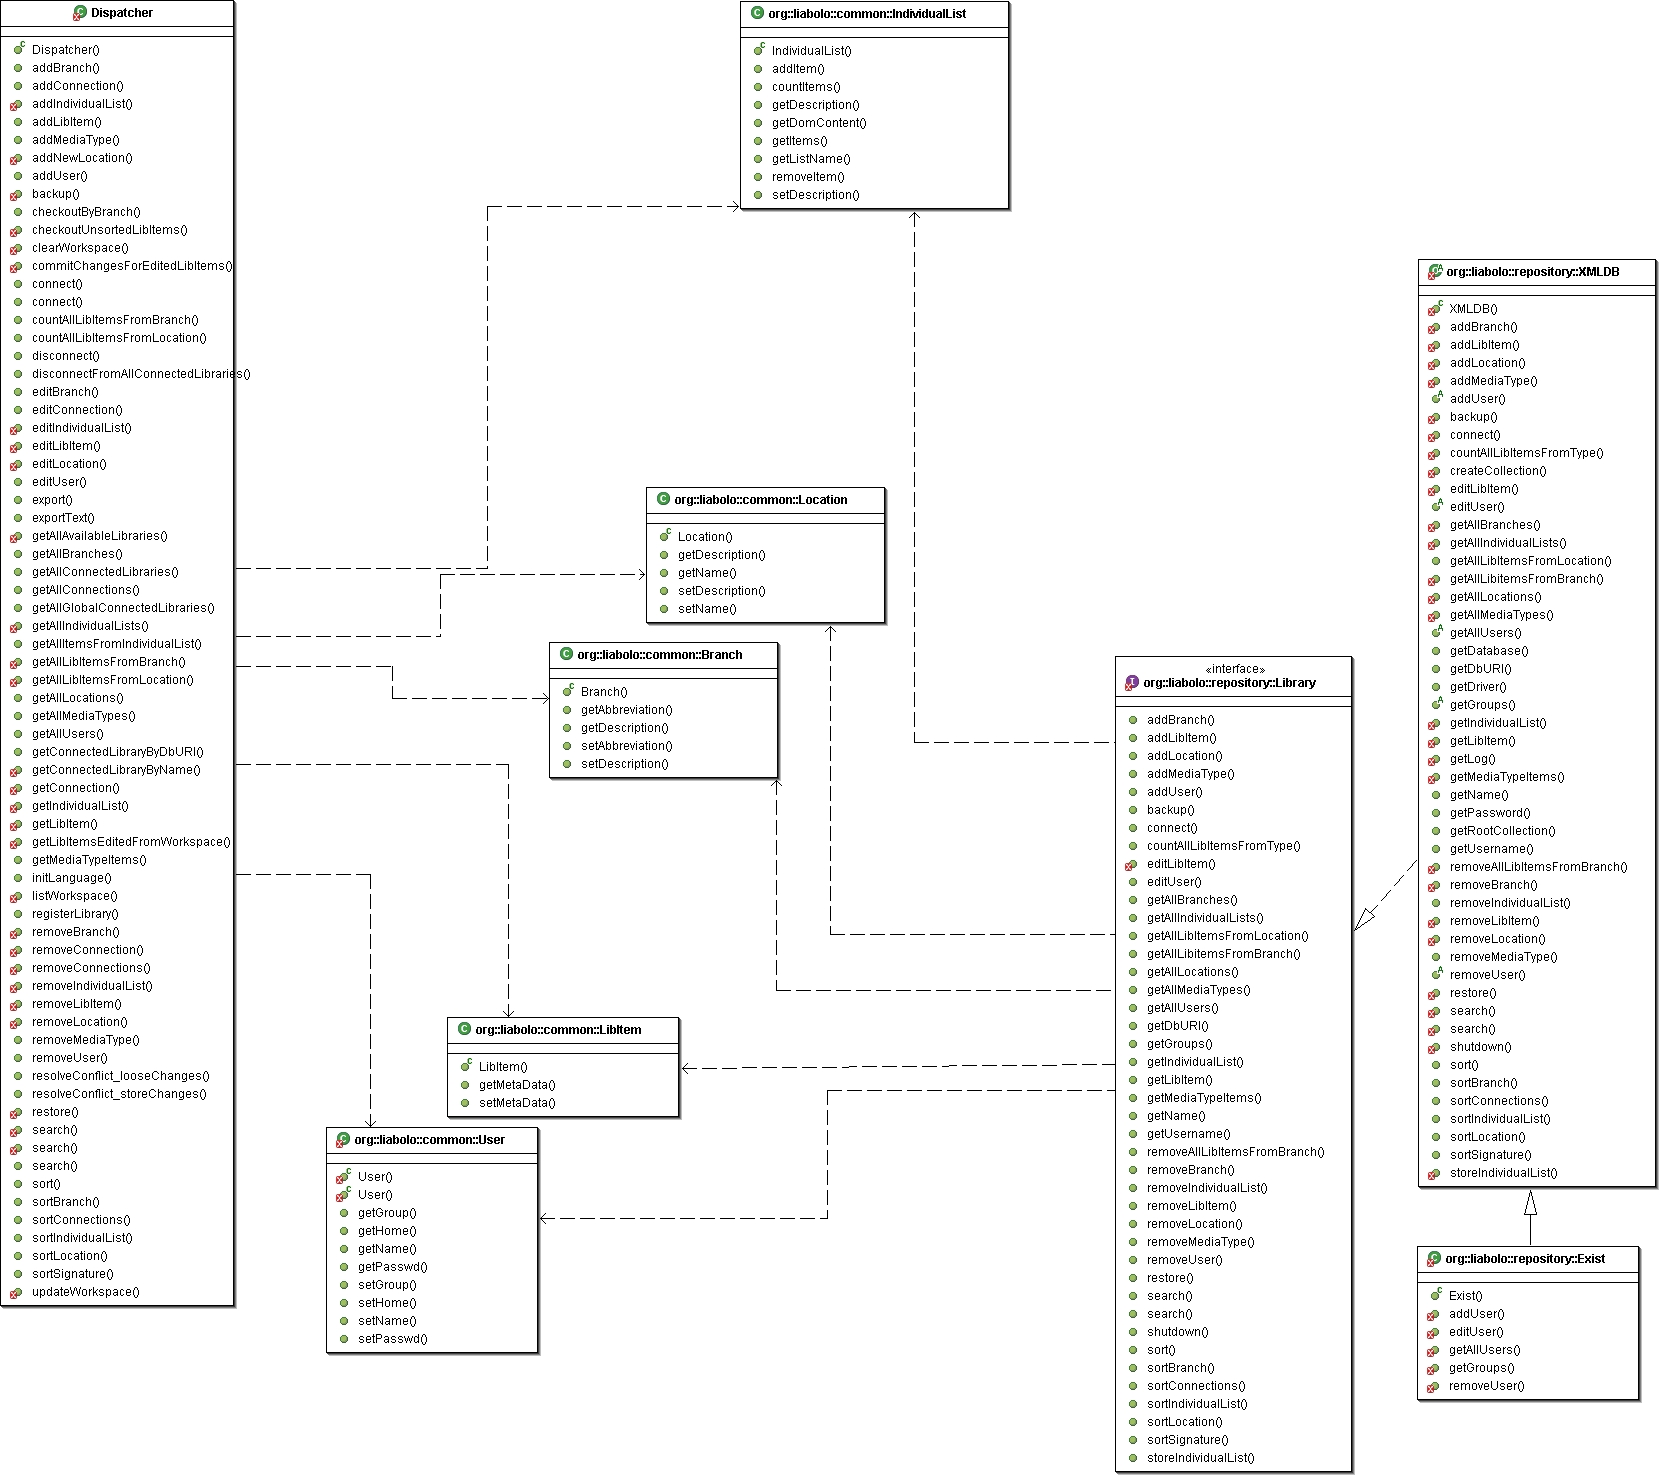 Dispatcher
Dispatcher()
addBranch()
addConnection()
addIndividualList()
addLibItem()
addMediaType()
addNewLocation()
addUser()
backup()
checkoutByBranch()
checkoutUnsortedLibItems()
clearWorkspace()
commitChangesForEditedLibItems()
connect()
connect()
countAllLibItemsFromBranch()
countAllLibItemsFromLocation()
disconnect()
disconnectFromAllConnectedLibraries()
editBranch()
editConnection()
editIndividualList()
editLibItem()
editLocation()
editUser()
export()
exportText()
getAllAvailableLibraries()
getAllBranches()
getAllConnectedLibraries()
getAllConnections()
getAllGlobalConnectedLibraries()
getAllIndividualLists()
getAllItemsFromIndividualList()
getAllLibItemsFromBranch()
getAllLibItemsFromLocation()
getAllLocations()
getAllMediaTypes()
getAllUsers()
getConnectedLibraryByDbURI()
getConnectedLibraryByName()
getConnection()
getIndividualList()
getLibItem()
getLibItemsEditedFromWorkspace()
getMediaTypeItems()
initLanguage()
listWorkspace()
registerLibrary()
removeBranch()
removeConnection()
removeConnections()
removeIndividualList()
removeLibItem()
removeLocation()
removeMediaType()
removeUser()
resolveConflict_looseChanges()
resolveConflict_storeChanges()
restore()
search()
search()
search()
sort()
sortBranch()
sortConnections()
sortIndividualList()
sortLocation()
sortSignature()
updateWorkspace()
org::liabolo::common::IndividualList
IndividualList()
addItem()
countItems()
getDescription()
getDomContent()
getItems()
getListName()
removeItem()
setDescription()
org::liabolo::common::Location
Location()
getDescription()
getName()
setDescription()
setName()
org::liabolo::common::Branch
Branch()
getAbbreviation()
getDescription()
setAbbreviation()
setDescription()
org::liabolo::common::LibItem
LibItem()
getMetaData()
setMetaData()
org::liabolo::common::User
User()
User()
getGroup()
getHome()
getName()
getPasswd()
setGroup()
setHome()
setName()
setPasswd()
«interface»
org::liabolo::repository::Library
addBranch()
addLibItem()
addLocation()
addMediaType()
addUser()
backup()
connect()
countAllLibItemsFromType()
editLibItem()
editUser()
getAllBranches()
getAllIndividualLists()
getAllLibItemsFromLocation()
getAllLibitemsFromBranch()
getAllLocations()
getAllMediaTypes()
getAllUsers()
getDbURI()
getGroups()
getIndividualList()
getLibItem()
getMediaTypeItems()
getName()
getUsername()
removeAllLibItemsFromBranch()
removeBranch()
removeIndividualList()
removeLibItem()
removeLocation()
removeMediaType()
removeUser()
restore()
search()
search()
shutdown()
sort()
sortBranch()
sortConnections()
sortIndividualList()
sortLocation()
sortSignature()
storeIndividualList()
org::liabolo::repository::XMLDB
XMLDB()
addBranch()
addLibItem()
addLocation()
addMediaType()
addUser()
backup()
connect()
countAllLibItemsFromType()
createCollection()
editLibItem()
editUser()
getAllBranches()
getAllIndividualLists()
getAllLibItemsFromLocation()
getAllLibitemsFromBranch()
getAllLocations()
getAllMediaTypes()
getAllUsers()
getDatabase()
getDbURI()
getDriver()
getGroups()
getIndividualList()
getLibItem()
getLog()
getMediaTypeItems()
getName()
getPassword()
getRootCollection()
getUsername()
removeAllLibItemsFromBranch()
removeBranch()
removeIndividualList()
removeLibItem()
removeLocation()
removeMediaType()
removeUser()
restore()
search()
search()
shutdown()
sort()
sortBranch()
sortConnections()
sortIndividualList()
sortLocation()
sortSignature()
storeIndividualList()
org::liabolo::repository::Exist
Exist()
addUser()
editUser()
getAllUsers()
getGroups()
removeUser()